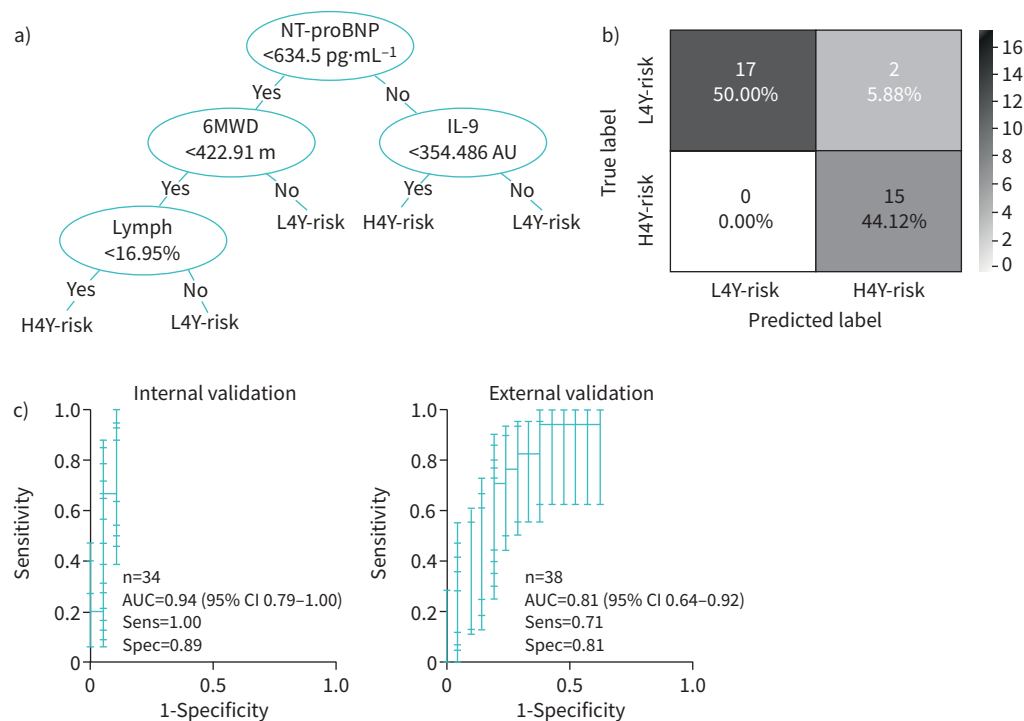 a)
NT-proBNP
<634.5 pg·mL⁻¹
Yes
No
6MWD
<422.91 m
IL-9
<354.486 AU
Yes
No
Yes
No
Lymph
<16.95%
L4Y-risk
H4Y-risk
L4Y-risk
Yes
No
H4Y-risk
L4Y-risk
b)
True label
L4Y-risk
H4Y-risk
17
50.00%
2
5.88%
0
0.00%
15
44.12%
L4Y-risk
H4Y-risk
Predicted label
16
14
12
10
8
6
4
2
0
c)
Internal validation
Sensitivity
1.0
0.8
0.6
0.4
0.2
0
n=34
AUC=0.94 (95% CI 0.79–1.00)
Sens=1.00
Spec=0.89
0
0.5
1.0
1-Specificity
External validation
Sensitivity
1.0
0.8
0.6
0.4
0.2
0
n=38
AUC=0.81 (95% CI 0.64–0.92)
Sens=0.71
Spec=0.81
0
0.5
1.0
1-Specificity